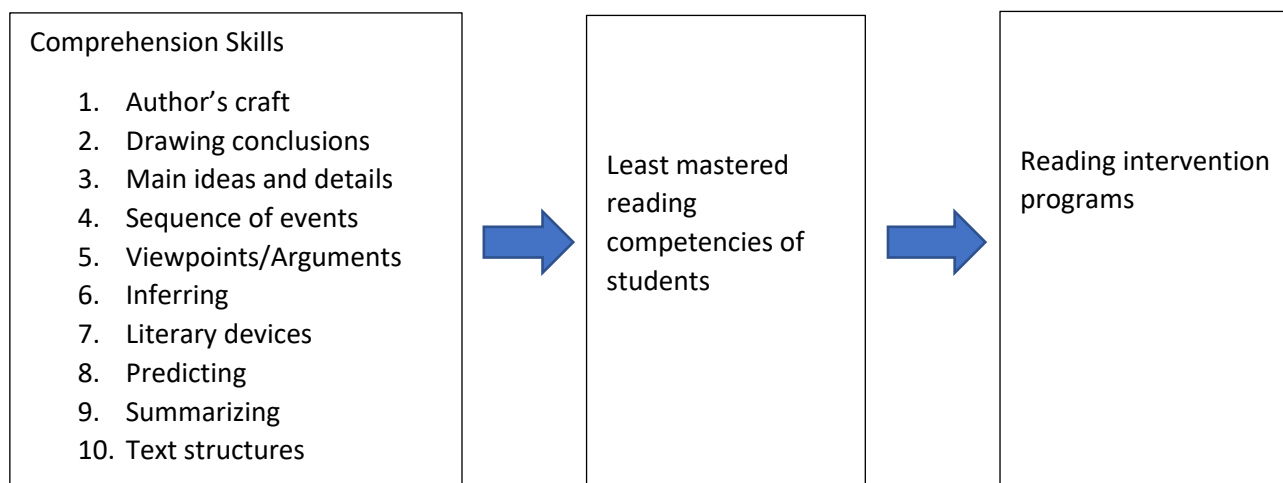 Comprehension Skills
1. Author’s craft
2. Drawing conclusions
3. Main ideas and details
4. Sequence of events
5. Viewpoints/Arguments
6. Inferring
7. Literary devices
8. Predicting
9. Summarizing
10. Text structures
Least mastered
reading
competencies of
students
Reading intervention
programs